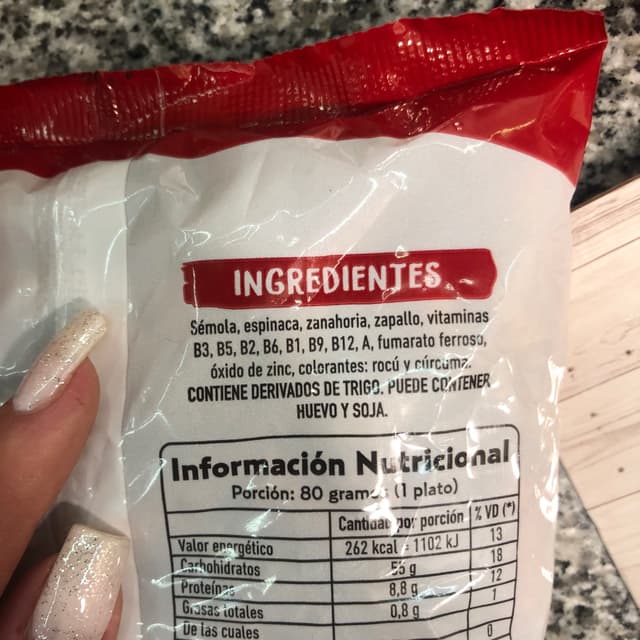 INGREDIENTES
Sémola, espinaca, zanahoria, zapallo, vitaminas
B3, B5, B2, B6, B1, B9, B12, A, fumarato ferroso,
óxido de zinc, colorantes: rocú y cúrcuma.
CONTIENE DERIVADOS DE TRIGO. PUEDE CONTENER
HUEVO Y SOJA.
Información Nutricional
Porción: 80 gramos (1 plato)
Cantidad por porción % VD (*)
Valor energético 262 kcal = 1102 kJ 13
Carbohidratos 55 g 18
Proteínas 8,8 g 12
Grasas totales 0,8 g 1
De las cuales
0